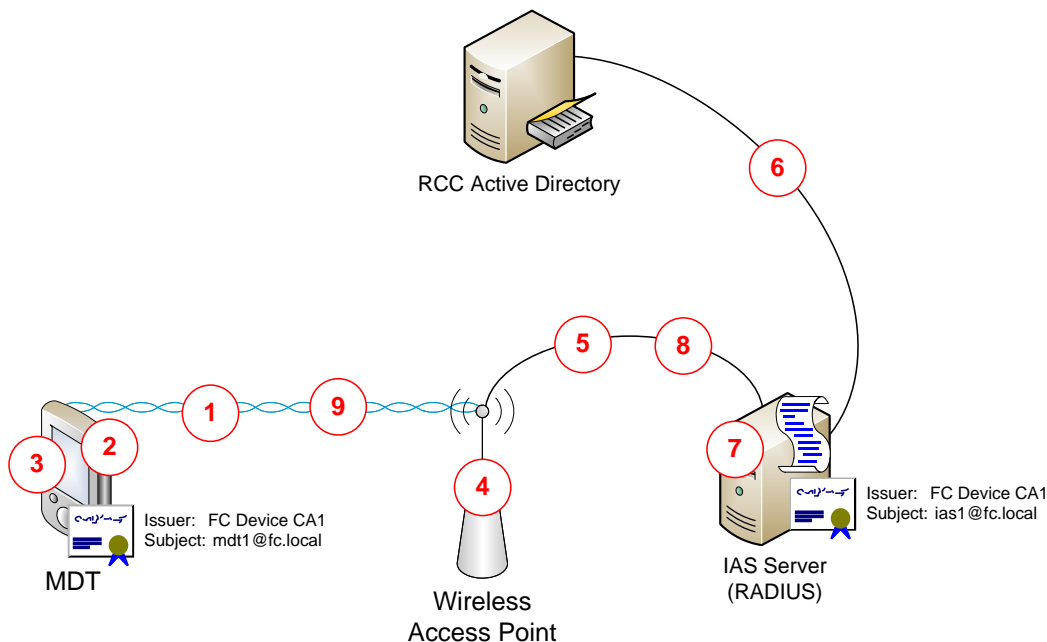 RCC Active Directory
6
5
8
1
9
2
3
7
4
Issuer: FC Device CA1
Subject: mdt1@fc.local
MDT
Issuer: FC Device CA1
Subject: ias1@fc.local
IAS Server
(RADIUS)
Wireless
Access Point